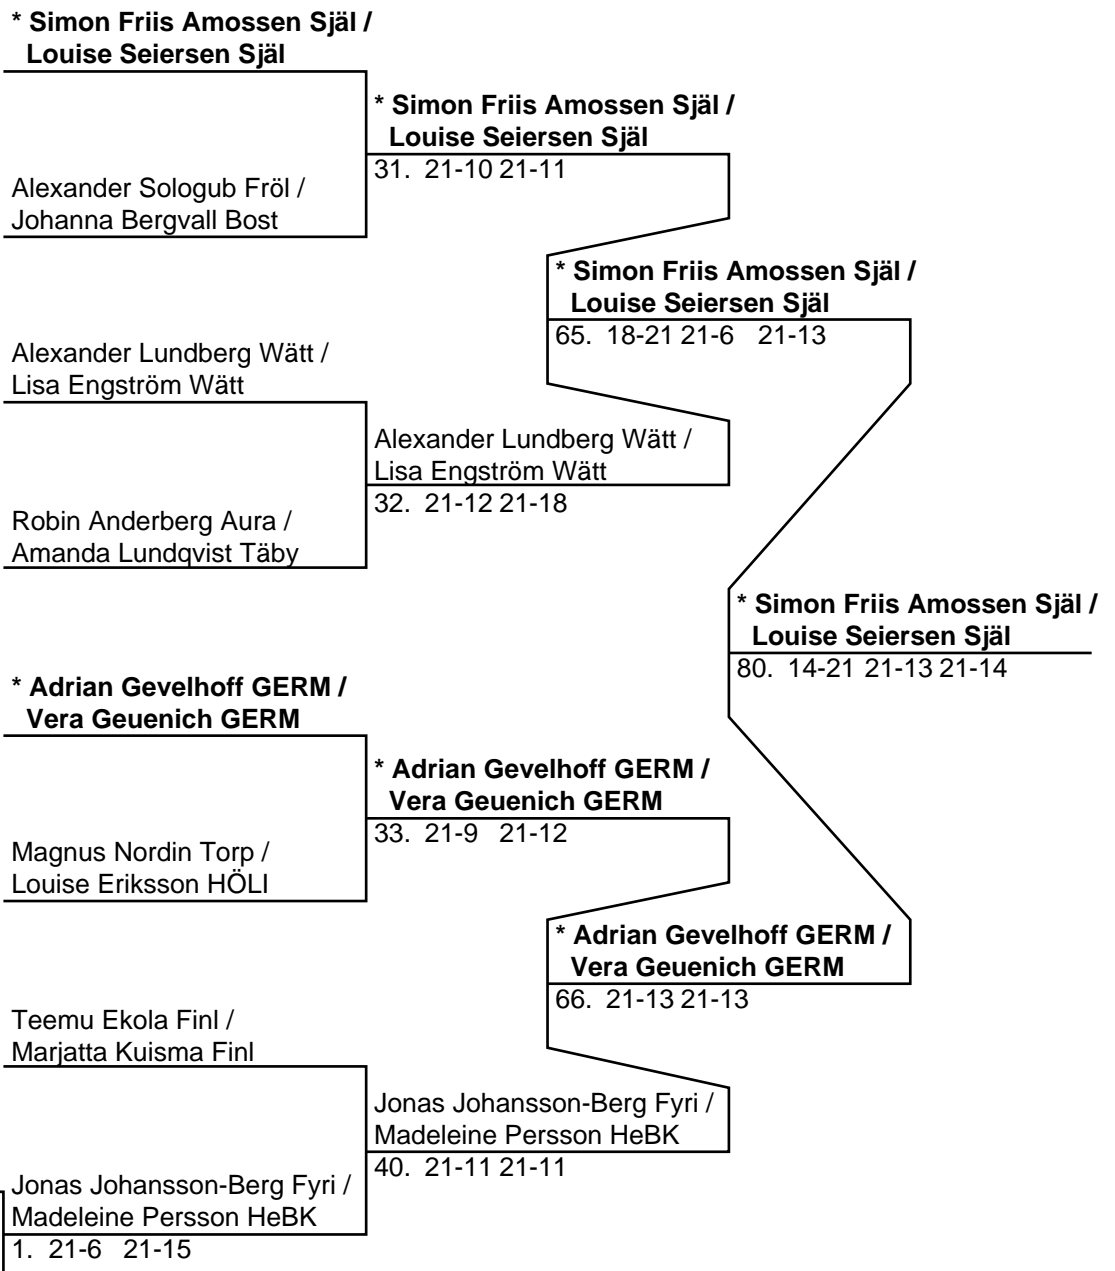 * Simon Friis Amossen Själ /
Louise Seiersen Själ
* Simon Friis Amossen Själ /
Louise Seiersen Själ
31. 21-10 21-11
Alexander Sologub Fröl /
Johanna Bergvall Bost
* Simon Friis Amossen Själ /
Louise Seiersen Själ
65. 18-21 21-6 21-13
Alexander Lundberg Wätt /
Lisa Engström Wätt
Alexander Lundberg Wätt /
Lisa Engström Wätt
32. 21-12 21-18
Robin Anderberg Aura /
Amanda Lundqvist Täby
* Simon Friis Amossen Själ /
Louise Seiersen Själ
80. 14-21 21-13 21-14
* Adrian Gevelhoff GERM /
Vera Geuenich GERM
* Adrian Gevelhoff GERM /
Vera Geuenich GERM
33. 21-9 21-12
Magnus Nordin Torp /
Louise Eriksson HÖLI
* Adrian Gevelhoff GERM /
Vera Geuenich GERM
66. 21-13 21-13
Teemu Ekola Finl /
Marjatta Kuisma Finl
Jonas Johansson-Berg Fyri /
Madeleine Persson HeBK
40. 21-11 21-11
Jonas Johansson-Berg Fyri /
Madeleine Persson HeBK
1. 21-6 21-15